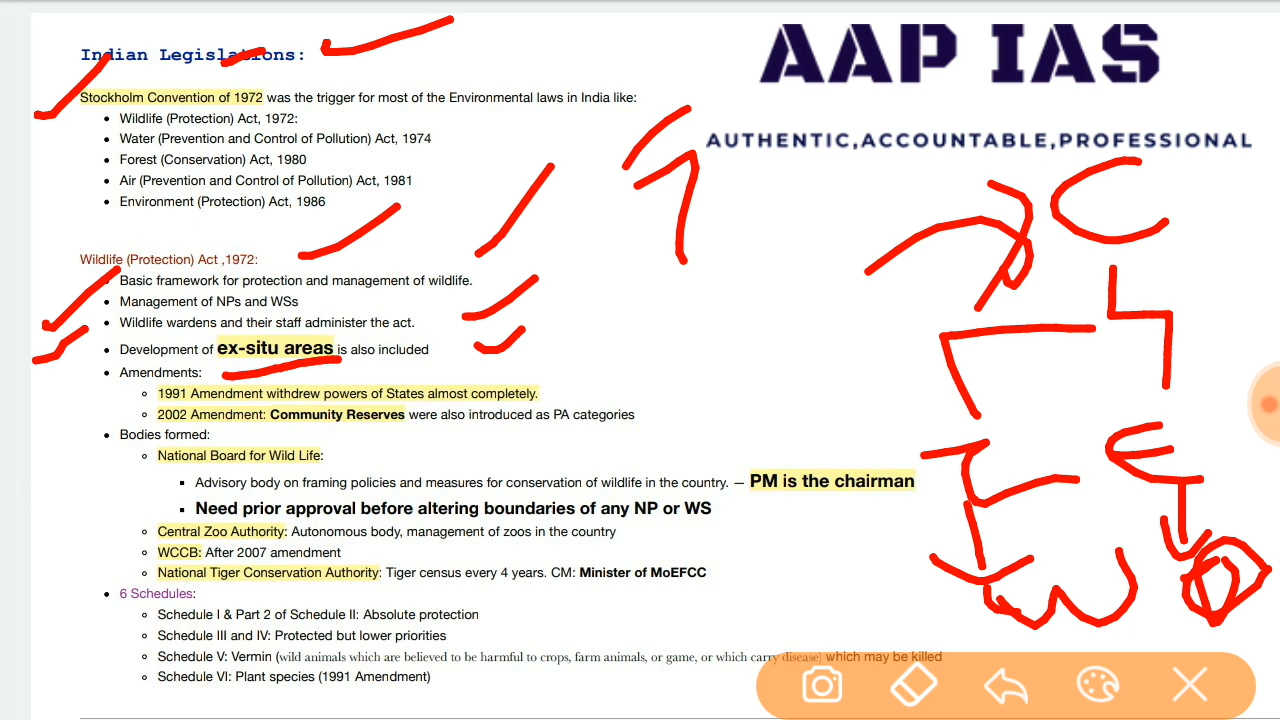 Indian Legislations:
AAP IAS
AUTHENTIC,ACCOUNTABLE,PROFESSIONAL
Stockholm Convention of 1972 was the trigger for most of the Environmental laws in India like:
• Wildlife (Protection) Act, 1972:
• Water (Prevention and Control of Pollution) Act, 1974
• Forest (Conservation) Act, 1980
• Air (Prevention and Control of Pollution) Act, 1981
• Environment (Protection) Act, 1986
Wildlife (Protection) Act ,1972:
• Basic framework for protection and management of wildlife.
• Management of NPs and WSs
• Wildlife wardens and their staff administer the act.
• Development of ex-situ areas is also included
• Amendments:
◦ 1991 Amendment withdrew powers of States almost completely.
◦ 2002 Amendment: Community Reserves were also introduced as PA categories
• Bodies formed:
◦ National Board for Wild Life:
▪ Advisory body on framing policies and measures for conservation of wildlife in the country. — PM is the chairman
▪ Need prior approval before altering boundaries of any NP or WS
◦ Central Zoo Authority: Autonomous body, management of zoos in the country
◦ WCCB: After 2007 amendment
◦ National Tiger Conservation Authority: Tiger census every 4 years. CM: Minister of MoEFCC
• 6 Schedules:
◦ Schedule I & Part 2 of Schedule II: Absolute protection
◦ Schedule III and IV: Protected but lower priorities
◦ Schedule V: Vermin (wild animals which are believed to be harmful to crops, farm animals, or game, or which carry disease) which may be killed
◦ Schedule VI: Plant species (1991 Amendment)